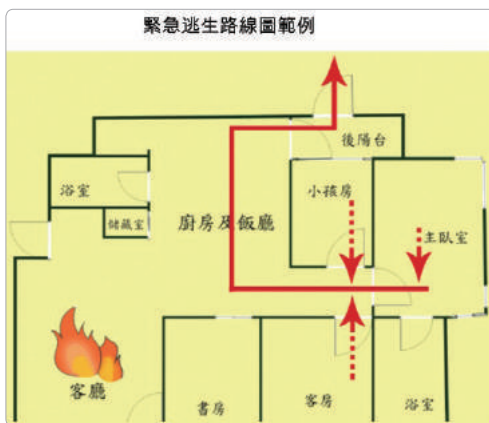 緊急逃生路線圖範例
後陽台
浴室
小孩房
儲藏室
廚房及飯廳
主臥室
客廳
書房
客房
浴室